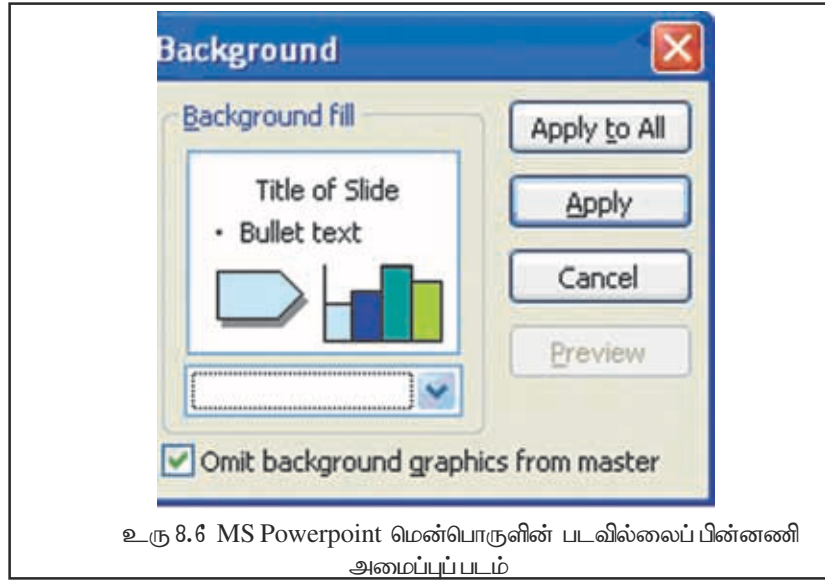 Background
Background fill
Apply to All
Title of Slide
• Bullet text
Apply
Cancel
Preview
Omit background graphics from master
உரு 8.6 MS Powerpoint மென்பொருளின் படவில்லைப் பின்னணி
அமைப்புப் படம்